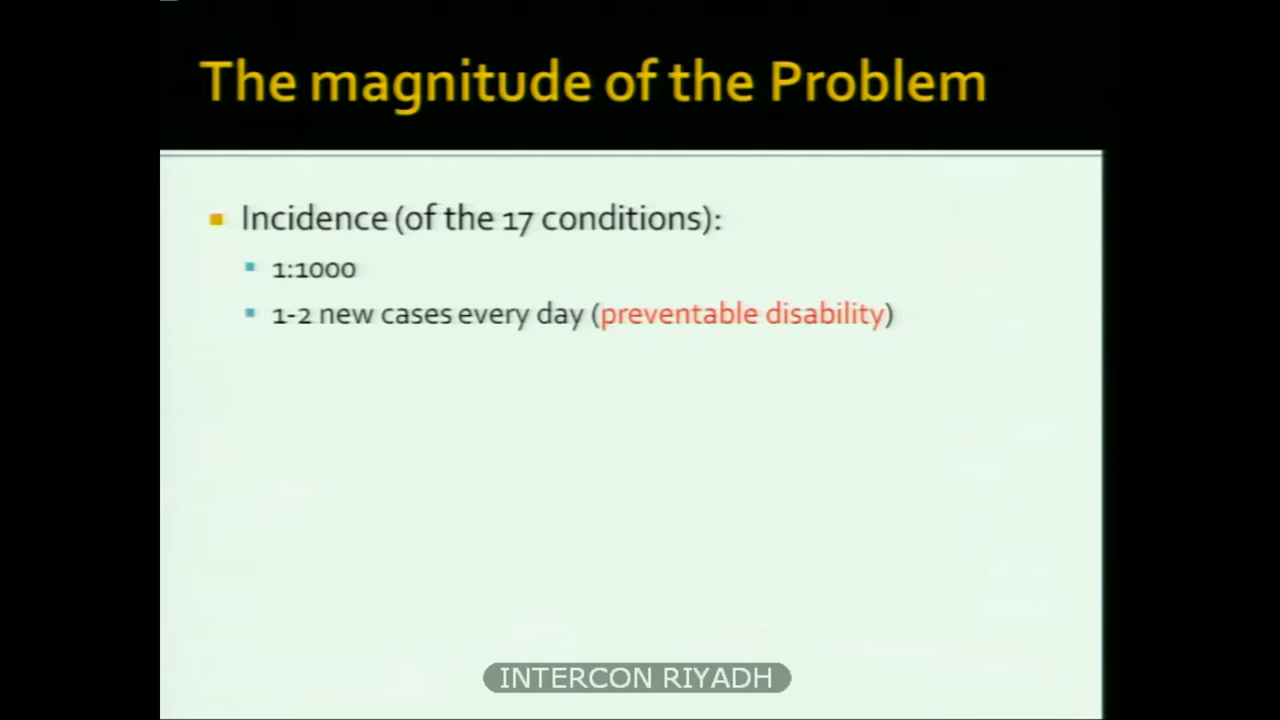 The magnitude of the Problem
Incidence (of the 17 conditions):
1:1000
1-2 new cases every day (preventable disability)
INTERCON RIYADH